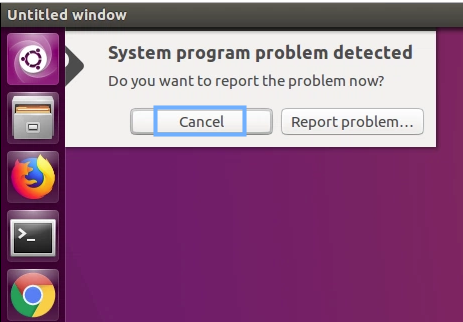 Untitled window
System program problem detected
Do you want to report the problem now?
Cancel
Report problem...
>_